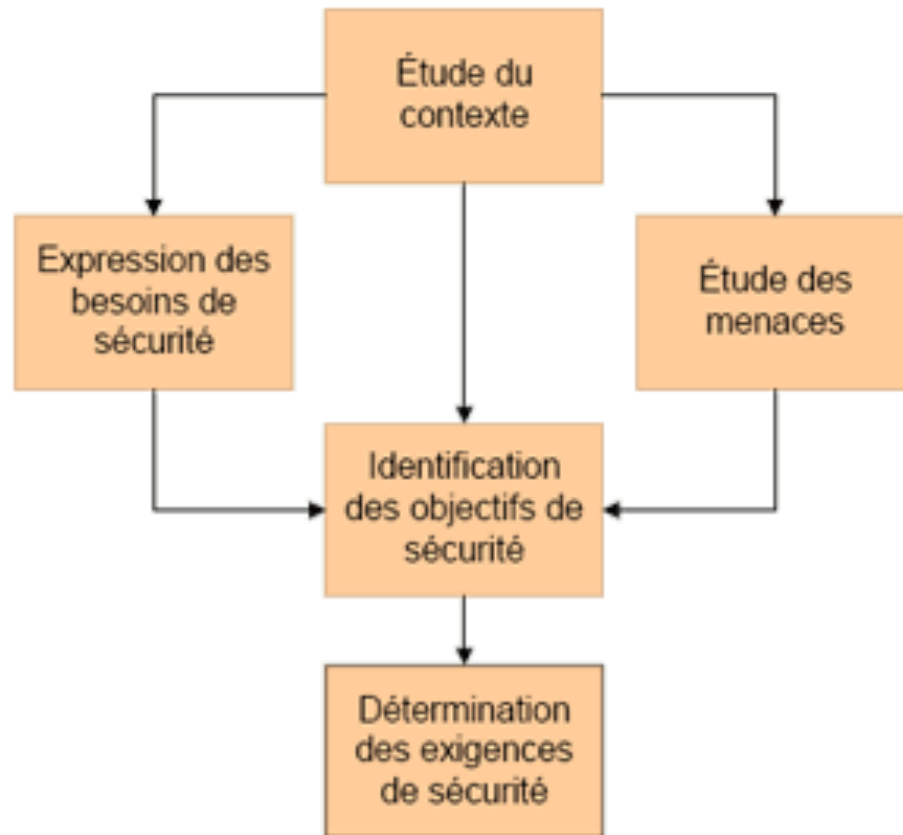 Étude du
contexte
Expression des
besoins de
sécurité
Étude des
menaces
Identification
des objectifs de
sécurité
Détermination
des exigences
de sécurité